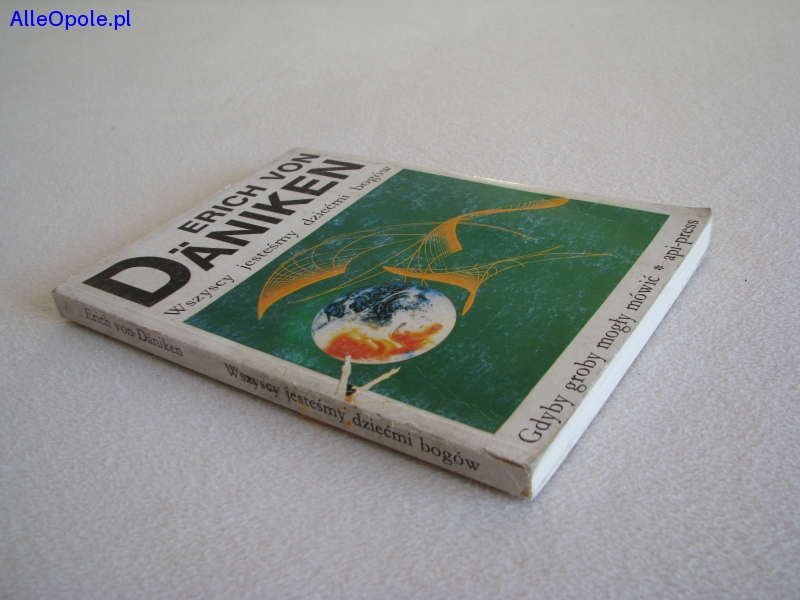 AlleOpole.pl
ERICH VON
DÄNIKEN
Wszyscy jesteśmy dziećmi bogów
Gdyby groby mogły mówić * api-press
Erich von Däniken
Wszyscy jesteśmy dziećmi bogów